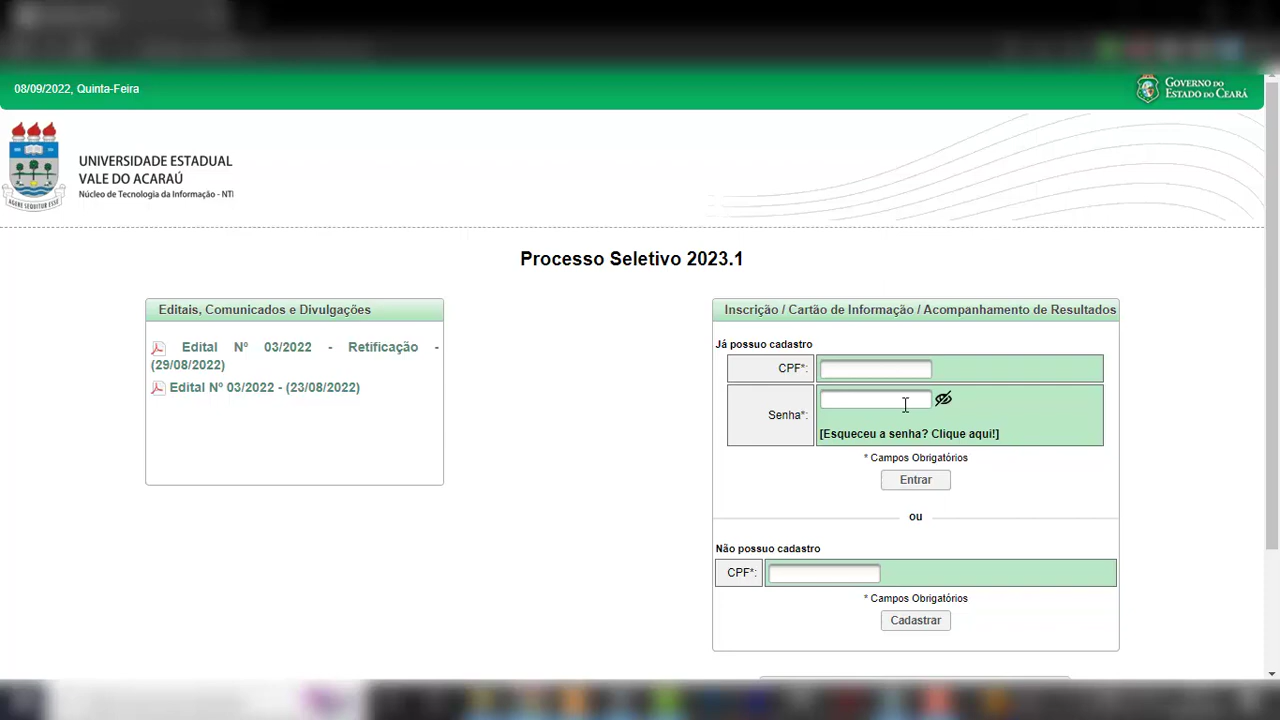 08/09/2022, Quinta-Feira
GOVERNO DO
ESTADO DO CEARÁ
UNIVERSIDADE ESTADUAL
VALE DO ACARAÚ
Núcleo de Tecnologia da Informação - NTI
Processo Seletivo 2023.1
Editais, Comunicados e Divulgações
Edital Nº 03/2022 - Retificação -
(29/08/2022)
Edital Nº 03/2022 - (23/08/2022)
Inscrição / Cartão de Informação / Acompanhamento de Resultados
Já possuo cadastro
CPF*:
Senha*:
[Esqueceu a senha? Clique aqui!]
* Campos Obrigatórios
Entrar
ou
Não possuo cadastro
CPF*:
* Campos Obrigatórios
Cadastrar